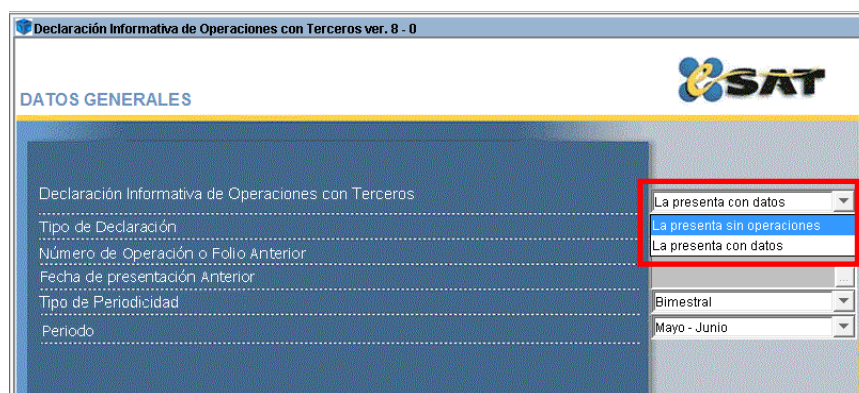 Declaración Informativa de Operaciones con Terceros ver. 8 - 0
eSAT
DATOS GENERALES
Declaración Informativa de Operaciones con Terceros
La presenta con datos
Tipo de Declaración
La presenta sin operaciones
La presenta con datos
Número de Operación o Folio Anterior
Fecha de presentación Anterior
...
Tipo de Periodicidad
Bimestral
Periodo
Mayo - Junio